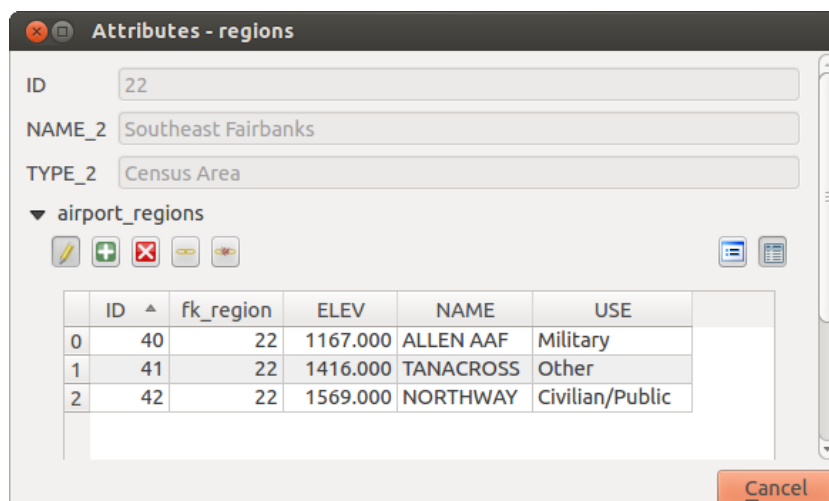 Attributes - regions
ID 22
NAME_2 Southeast Fairbanks
TYPE_2 Census Area
airport_regions
ID fk_region ELEV NAME USE
0 40 22 1167.000 ALLEN AAF Military
1 41 22 1416.000 TANACROSS Other
2 42 22 1569.000 NORTHWAY Civilian/Public
Cancel